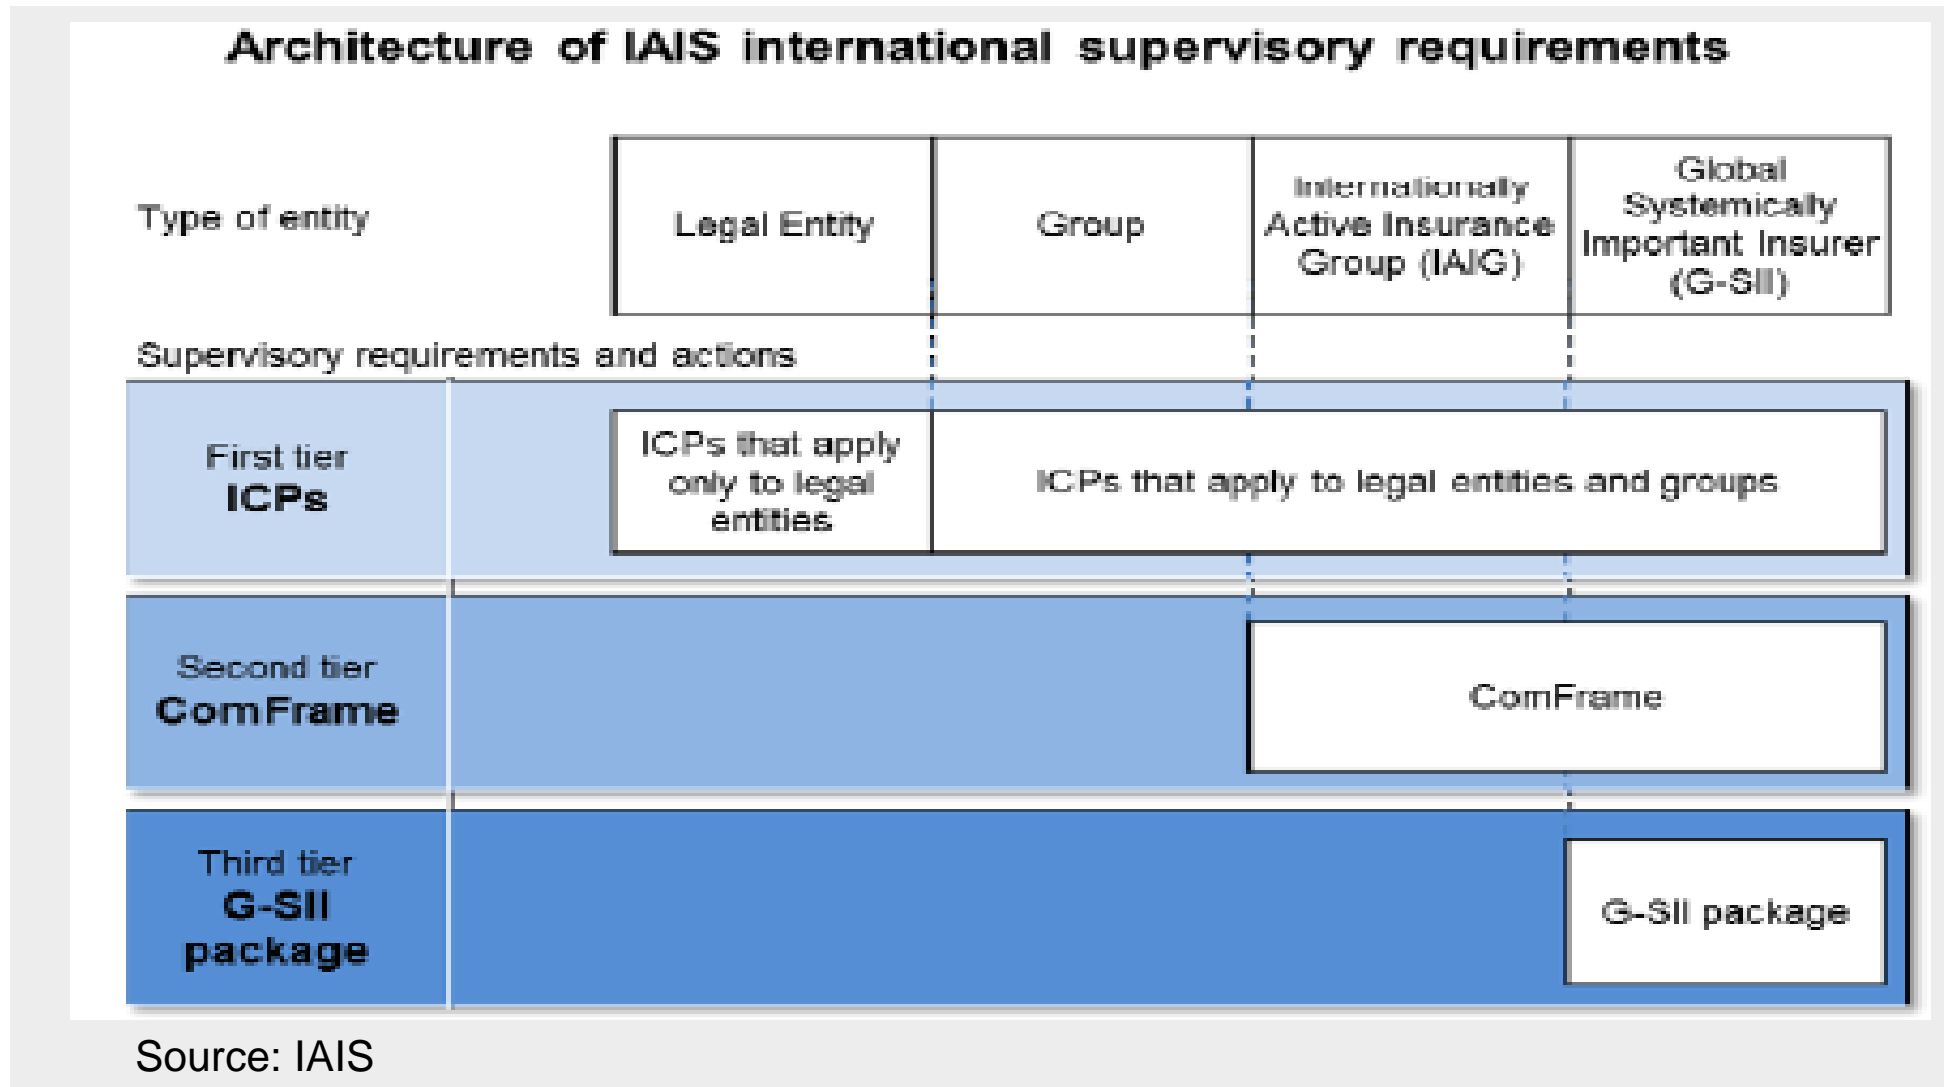 Architecture of IAIS international supervisory requirements
Type of entity
Legal Entity
Group
Internationally
Active Insurance
Group (IAIG)
Global
Systemically
Important Insurer
(G-SII)
Supervisory requirements and actions
First tier
ICPs
ICPs that apply
only to legal
entities
ICPs that apply to legal entities and groups
Second tier
ComFrame
ComFrame
Third tier
G-SII
package
G-SII package
Source: IAIS